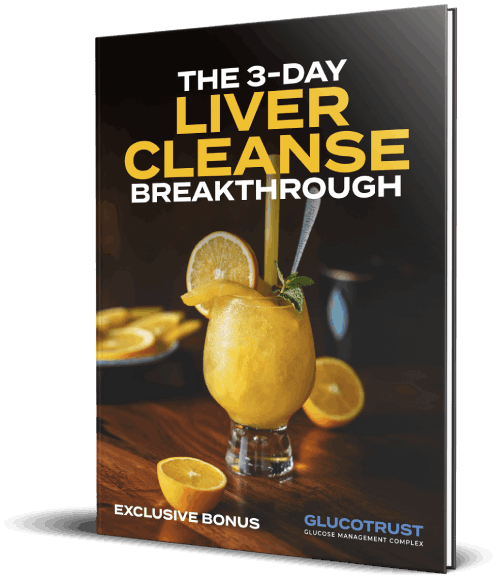 THE 3-DAY
LIVER
CLEANSE
BREAKTHROUGH
EXCLUSIVE BONUS
GLUCOTRUST
GLUCOSE MANAGEMENT COMPLEX